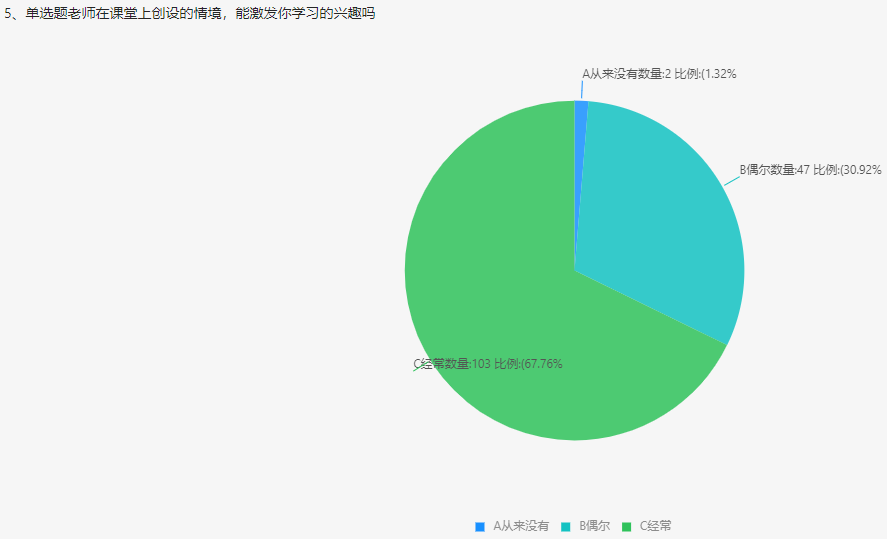 5、单选题老师在课堂上创设的情境，能激发你学习的兴趣吗
A从来没有数量:2 比例:(1.32%
B偶尔数量:47 比例:(30.92%
C经常数量:103 比例:(67.76%
A从来没有 B偶尔 C经常